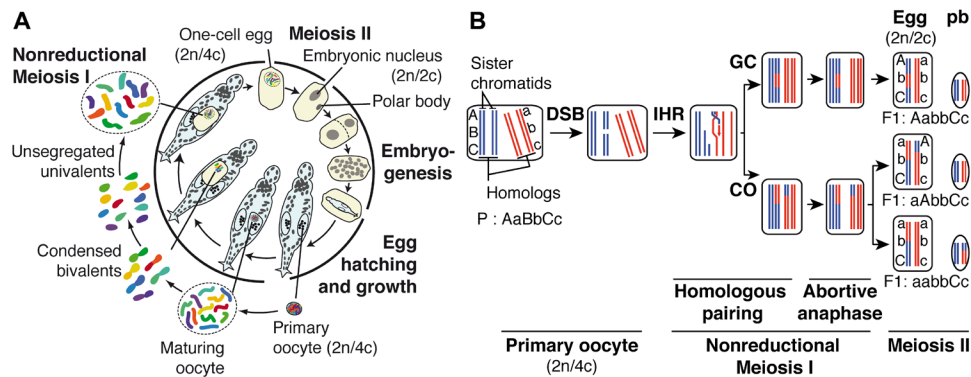 A
One-cell egg
(2n/4c)
Meiosis II
Nonreductional
Meiosis I
Embryonic nucleus
(2n/2c)
Polar body
Unsegregated
univalents
Embryo-
genesis
Condensed
bivalents
Egg
hatching
and growth
Maturing
oocyte
Primary
oocyte (2n/4c)
B
Sister
chromatids
A
B
C
a
b
c
Homologs
P : AaBbCc
DSB
IHR
GC
CO
Egg
(2n/2c)
pb
A a
b b
C c
F1: AabbCc
a A
b b
C c
F1: aAbbCc
a a
b b
C c
F1: aabbCc
Homologous
pairing
Abortive
anaphase
Primary oocyte
(2n/4c)
Nonreductional
Meiosis I
Meiosis II